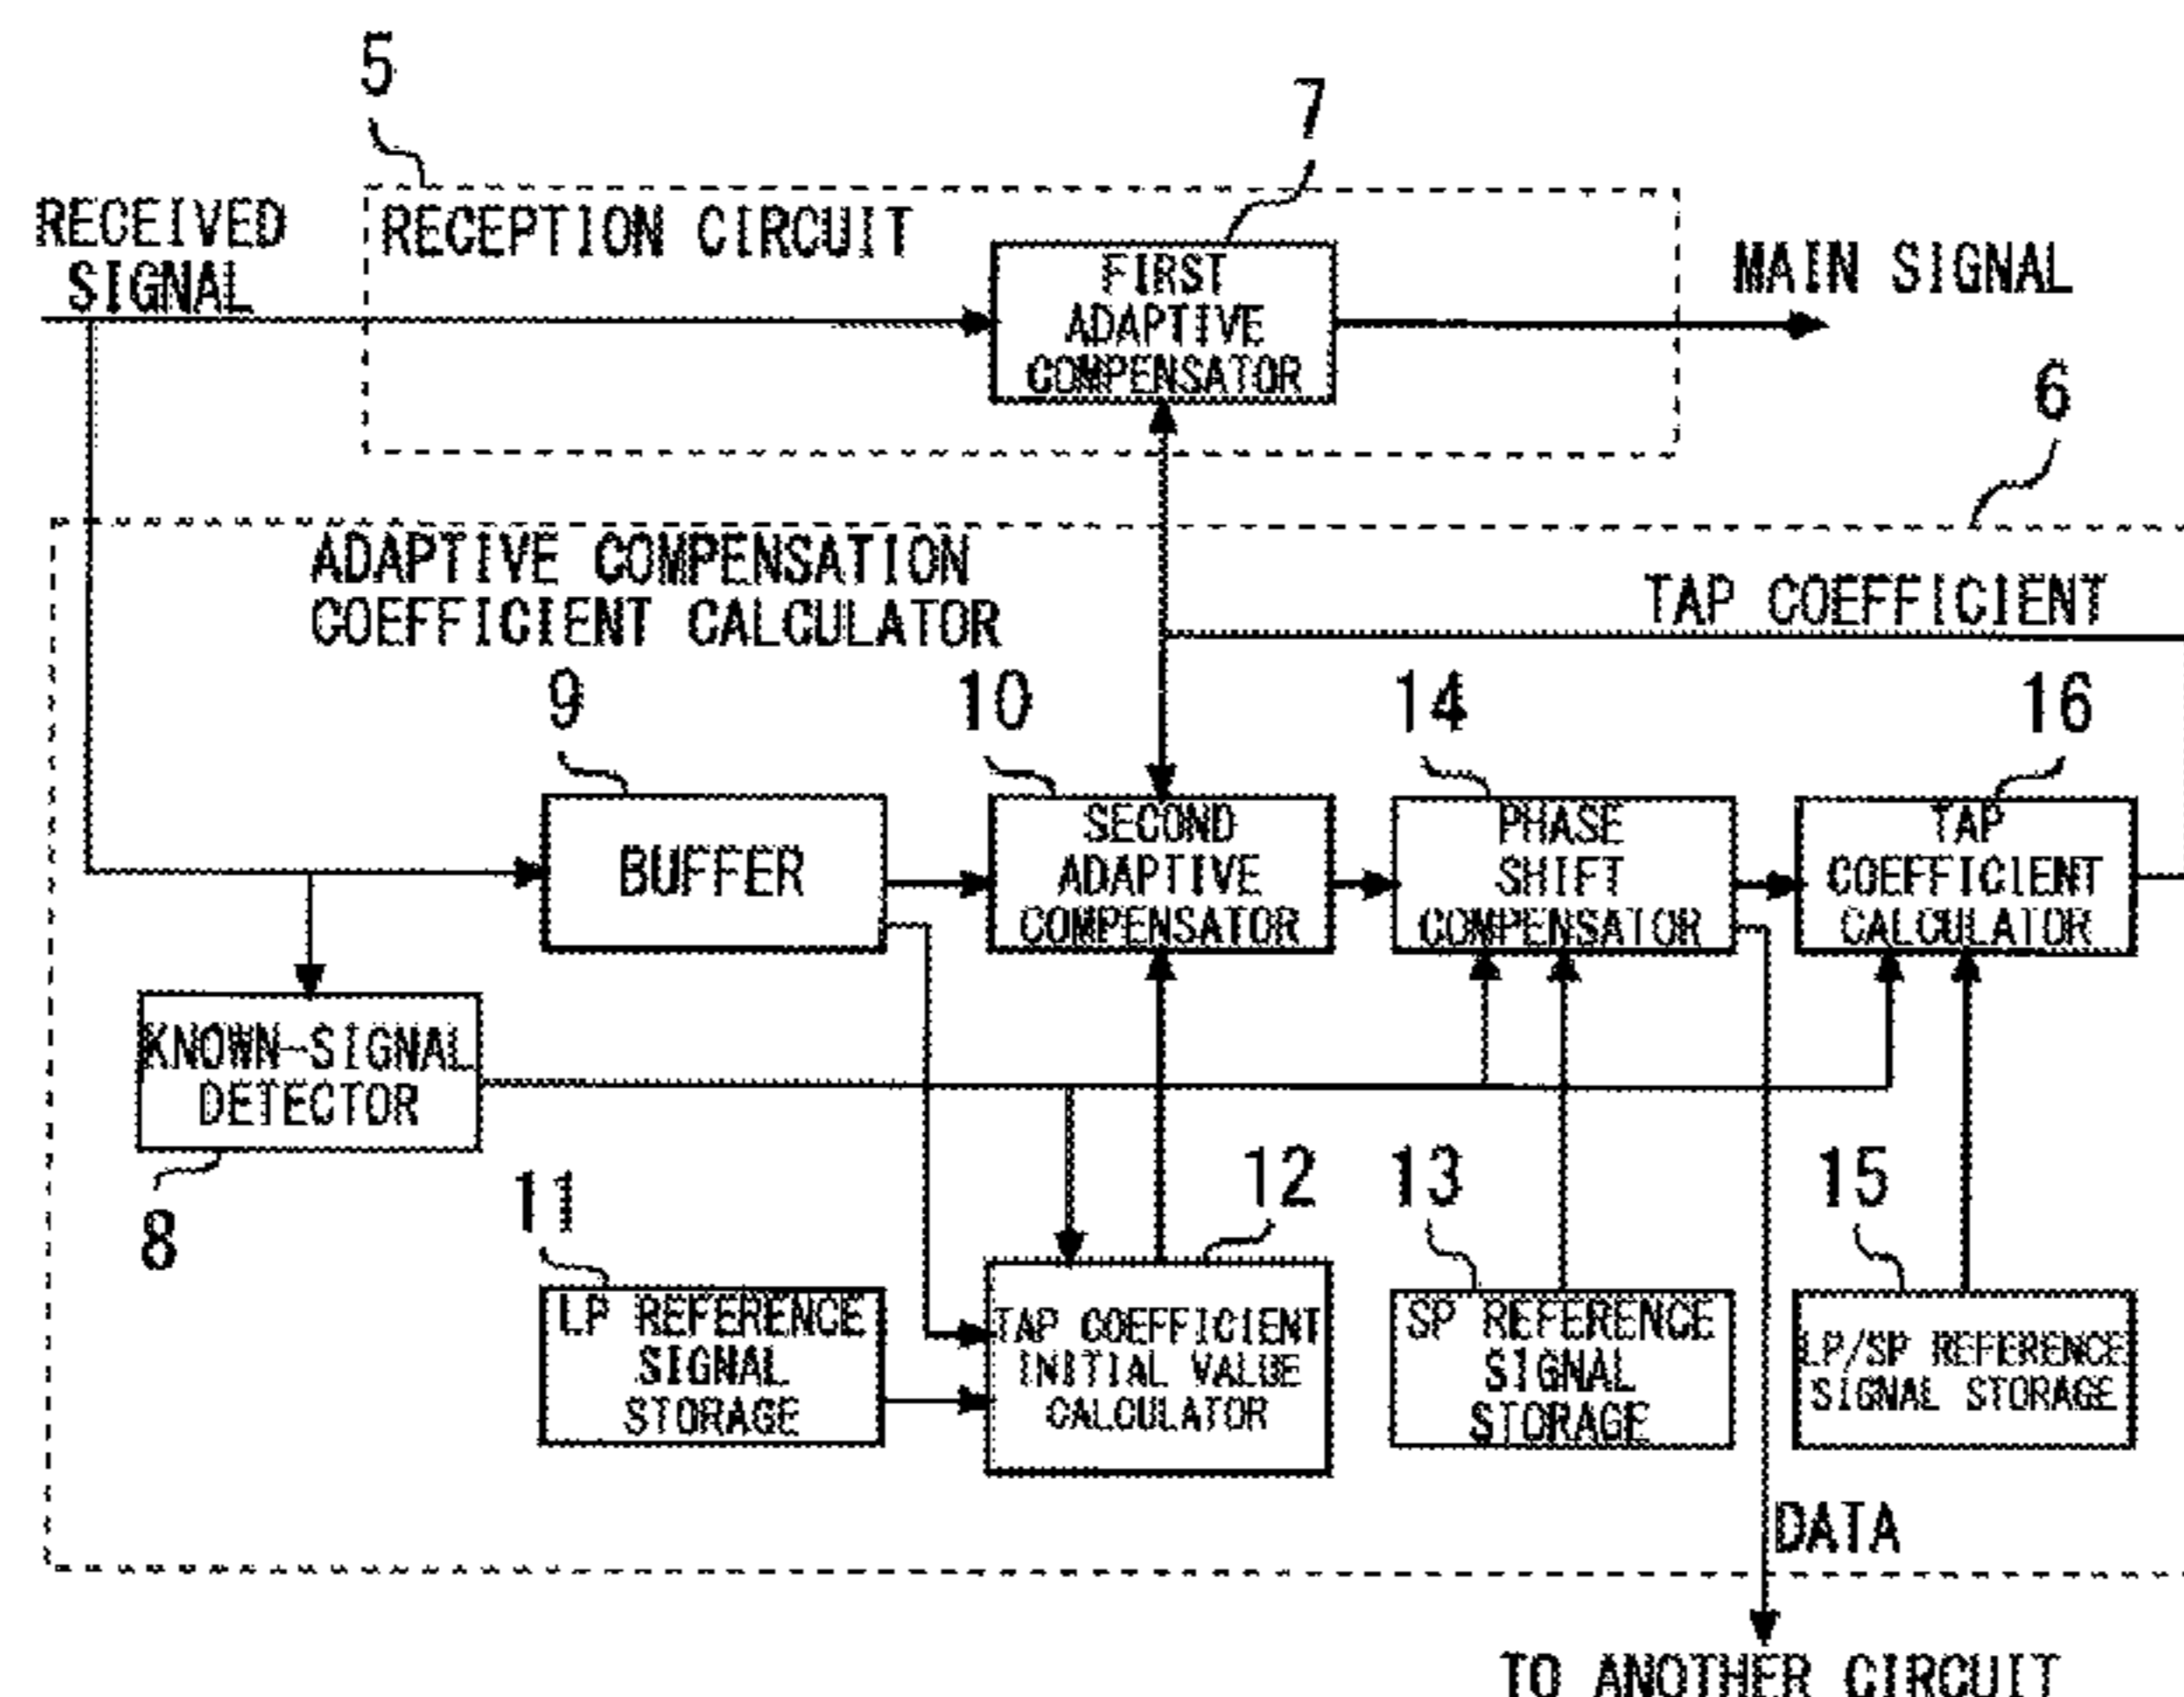 5
7
RECEIVED
SIGNAL
RECEPTION CIRCUIT
FIRST
ADAPTIVE
COMPENSATOR
MAIN SIGNAL
6
ADAPTIVE COMPENSATION
COEFFICIENT CALCULATOR
TAP COEFFICIENT
9
10
14
16
BUFFER
SECOND
ADAPTIVE
COMPENSATOR
PHASE
SHIFT
COMPENSATOR
TAP
COEFFICIENT
CALCULATOR
KNOWN-SIGNAL
DETECTOR
8
11
12
13
15
LP REFERENCE
SIGNAL
STORAGE
TAP COEFFICIENT
INITIAL VALUE
CALCULATOR
SP REFERENCE
SIGNAL
STORAGE
LP/SP REFERENCE
SIGNAL STORAGE
DATA
TO ANOTHER CIRCUIT